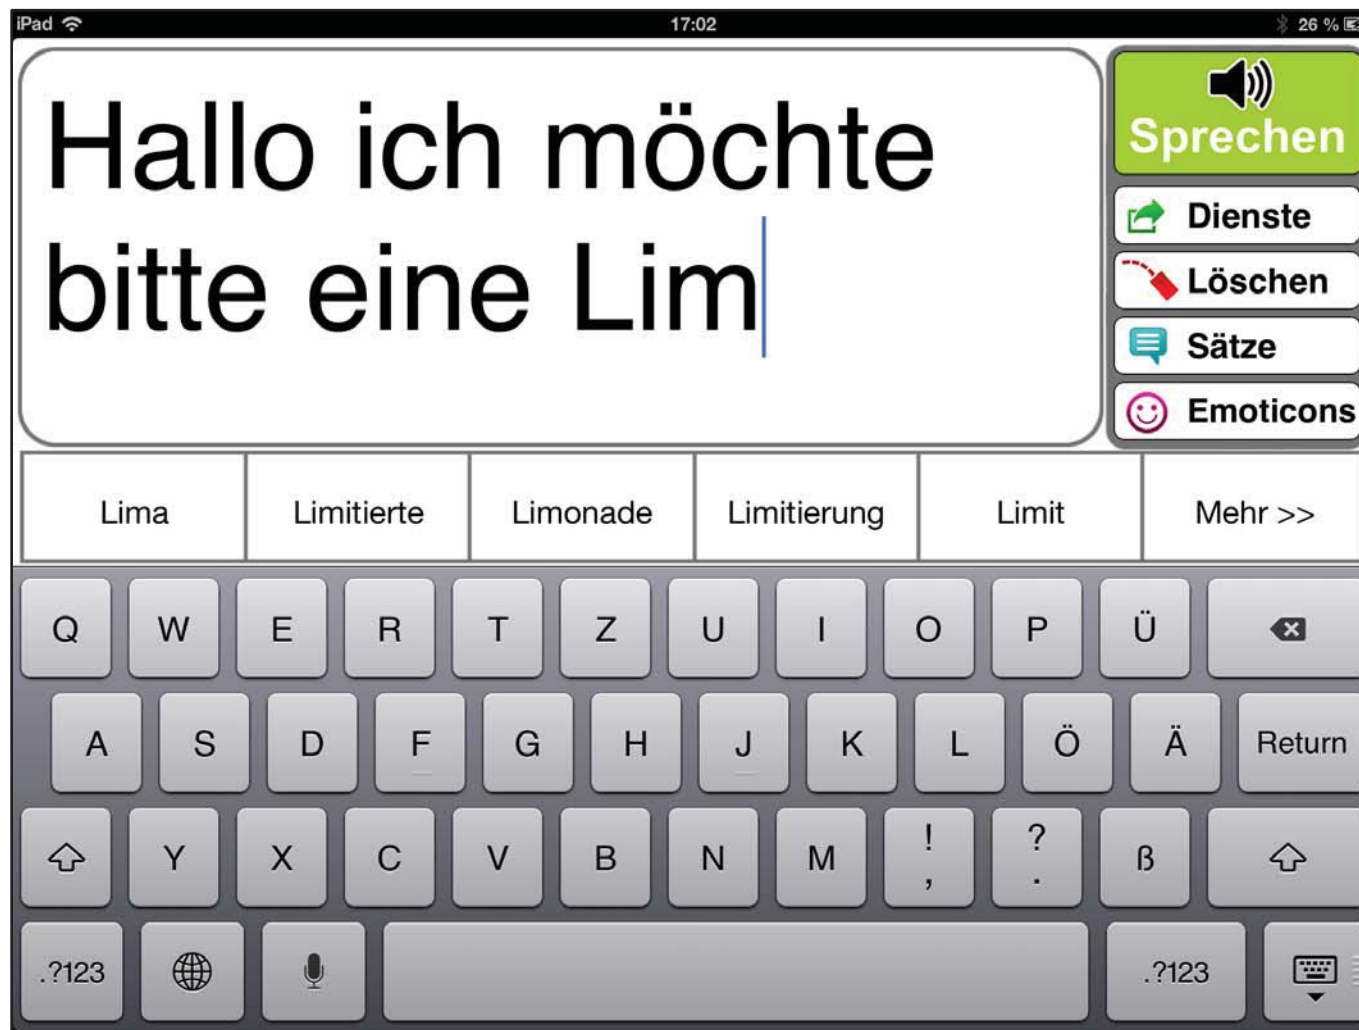 iPad 17:02 26 %
Hallo ich möchte
bitte eine Lim
Sprechen
Dienste
Löschen
Sätze
Emoticons
Lima Limitierte Limonade Limitierung Limit Mehr >>
Q W E R T Z U I O P Ü
A S D F G H J K L Ö Ä Return
Y X C V B N M ! , ? . ß
.?123 .?123